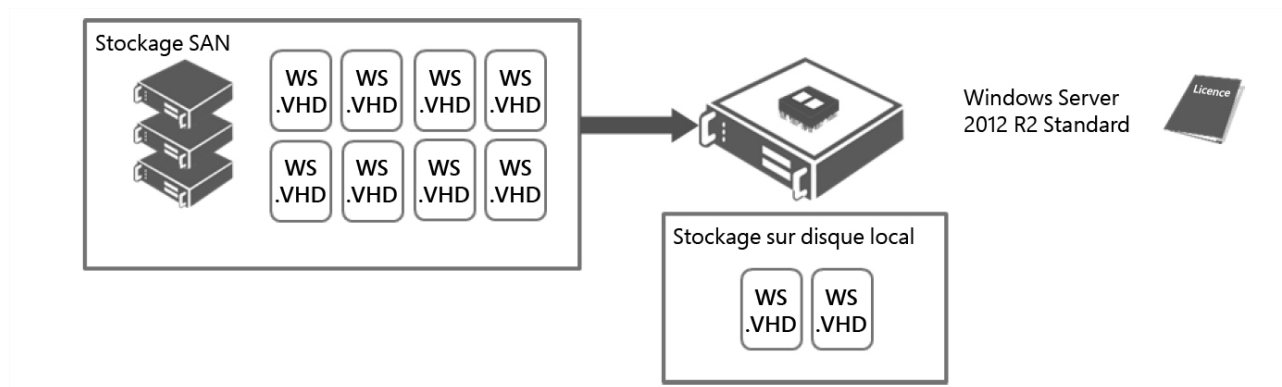 Stockage SAN
WS
.VHD
WS
.VHD
WS
.VHD
WS
.VHD
WS
.VHD
WS
.VHD
WS
.VHD
WS
.VHD
Windows Server
2012 R2 Standard
Licence
Stockage sur disque local
WS
.VHD
WS
.VHD